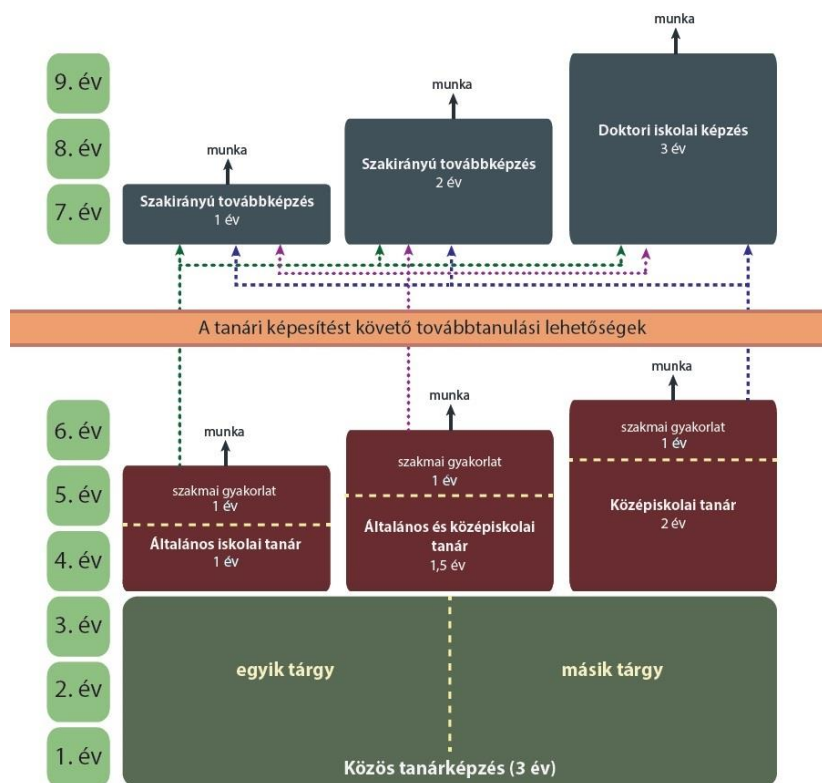 9. év
8. év
7. év
munka
Doktori iskolai képzés
3 év
munka
Szakirányú továbbképzés
2 év
munka
Szakirányú továbbképzés
1 év
A tanári képesítést követő továbbtanulási lehetőségek
6. év
5. év
4. év
munka
szakmai gyakorlat
1 év
Általános iskolai tanár
1 év
munka
szakmai gyakorlat
1 év
Általános és középiskolai
tanár
1,5 év
munka
szakmai gyakorlat
1 év
Középiskolai tanár
2 év
3. év
2. év
1. év
egyik tárgy
másik tárgy
Közös tanárképzés (3 év)